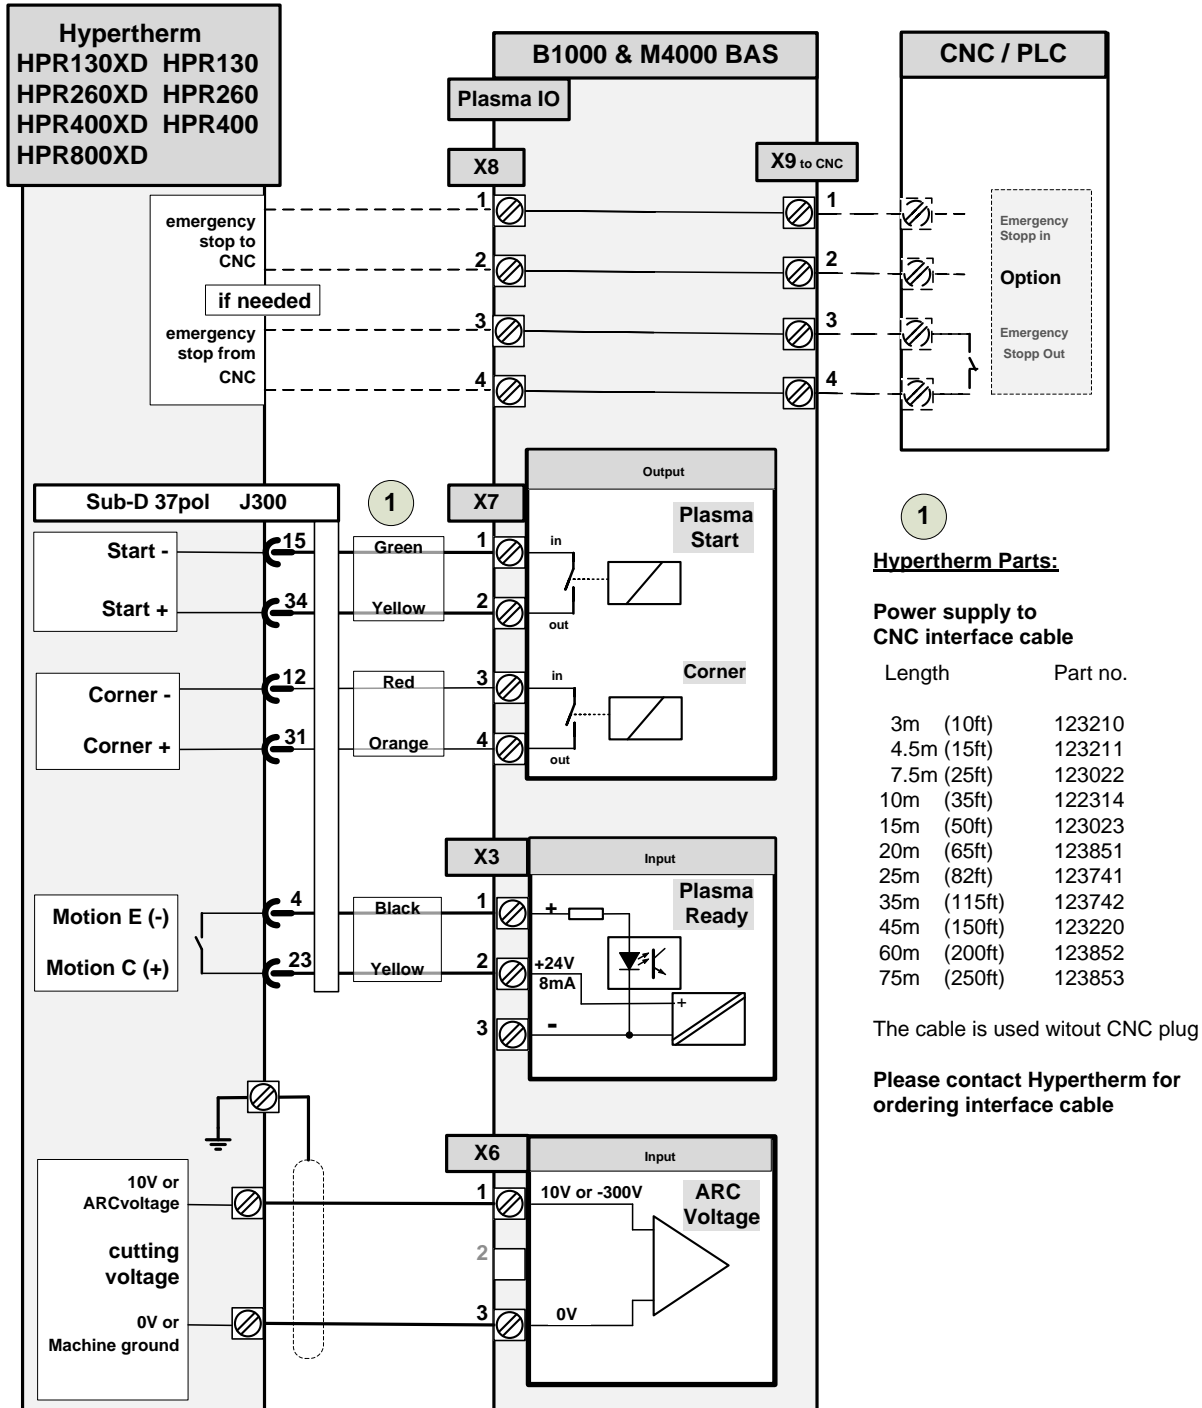 Hypertherm
HPR130XD HPR130
HPR260XD HPR260
HPR400XD HPR400
HPR800XD
B1000 & M4000 BAS
CNC / PLC
Plasma IO
X8
X9 to CNC
emergency
stop to
CNC
if needed
emergency
stop from
CNC
1
2
3
4
1
2
3
4
Emergency
Stopp in
Option
Emergency
Stopp Out
Sub-D 37pol J300
1
X7
Output
Start -
15
Green
1
in
Plasma
Start
Start +
34
Yellow
2
out
Corner -
12
Red
3
in
Corner
Corner +
31
Orange
4
out
X3
Input
Motion E (-)
4
Black
1
+
Plasma
Ready
Motion C (+)
23
Yellow
2
+24V
8mA
+
3
-
X6
Input
10V or
ARCvoltage
1
10V or -300V
ARC
Voltage
cutting
voltage
2
0V or
Machine ground
3
0V
1
Hypertherm Parts:
Power supply to
CNC interface cable
Length Part no.
3m (10ft) 123210
4.5m (15ft) 123211
7.5m (25ft) 123022
10m (35ft) 122314
15m (50ft) 123023
20m (65ft) 123851
25m (82ft) 123741
35m (115ft) 123742
45m (150ft) 123220
60m (200ft) 123852
75m (250ft) 123853
The cable is used witout CNC plug
Please contact Hypertherm for
ordering interface cable